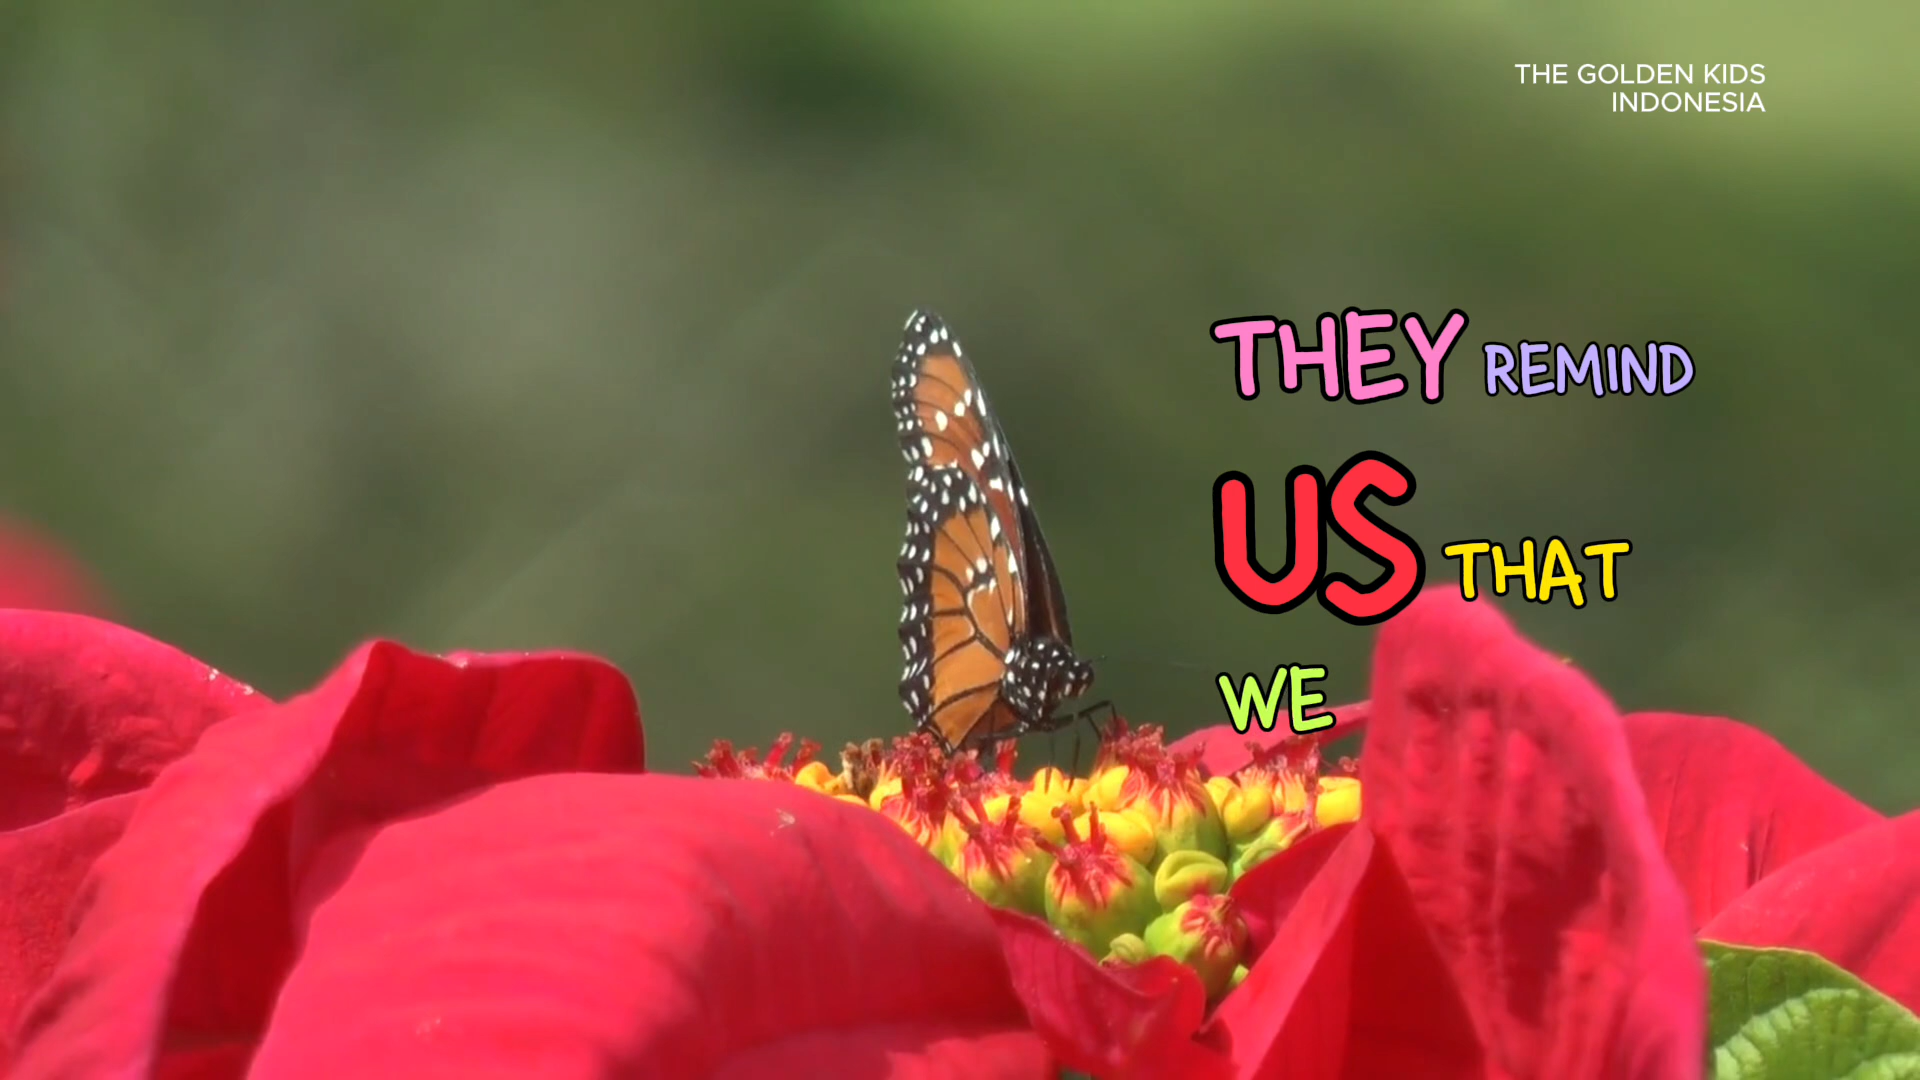 THE GOLDEN KIDS
INDONESIA
THEY REMIND
US THAT
WE